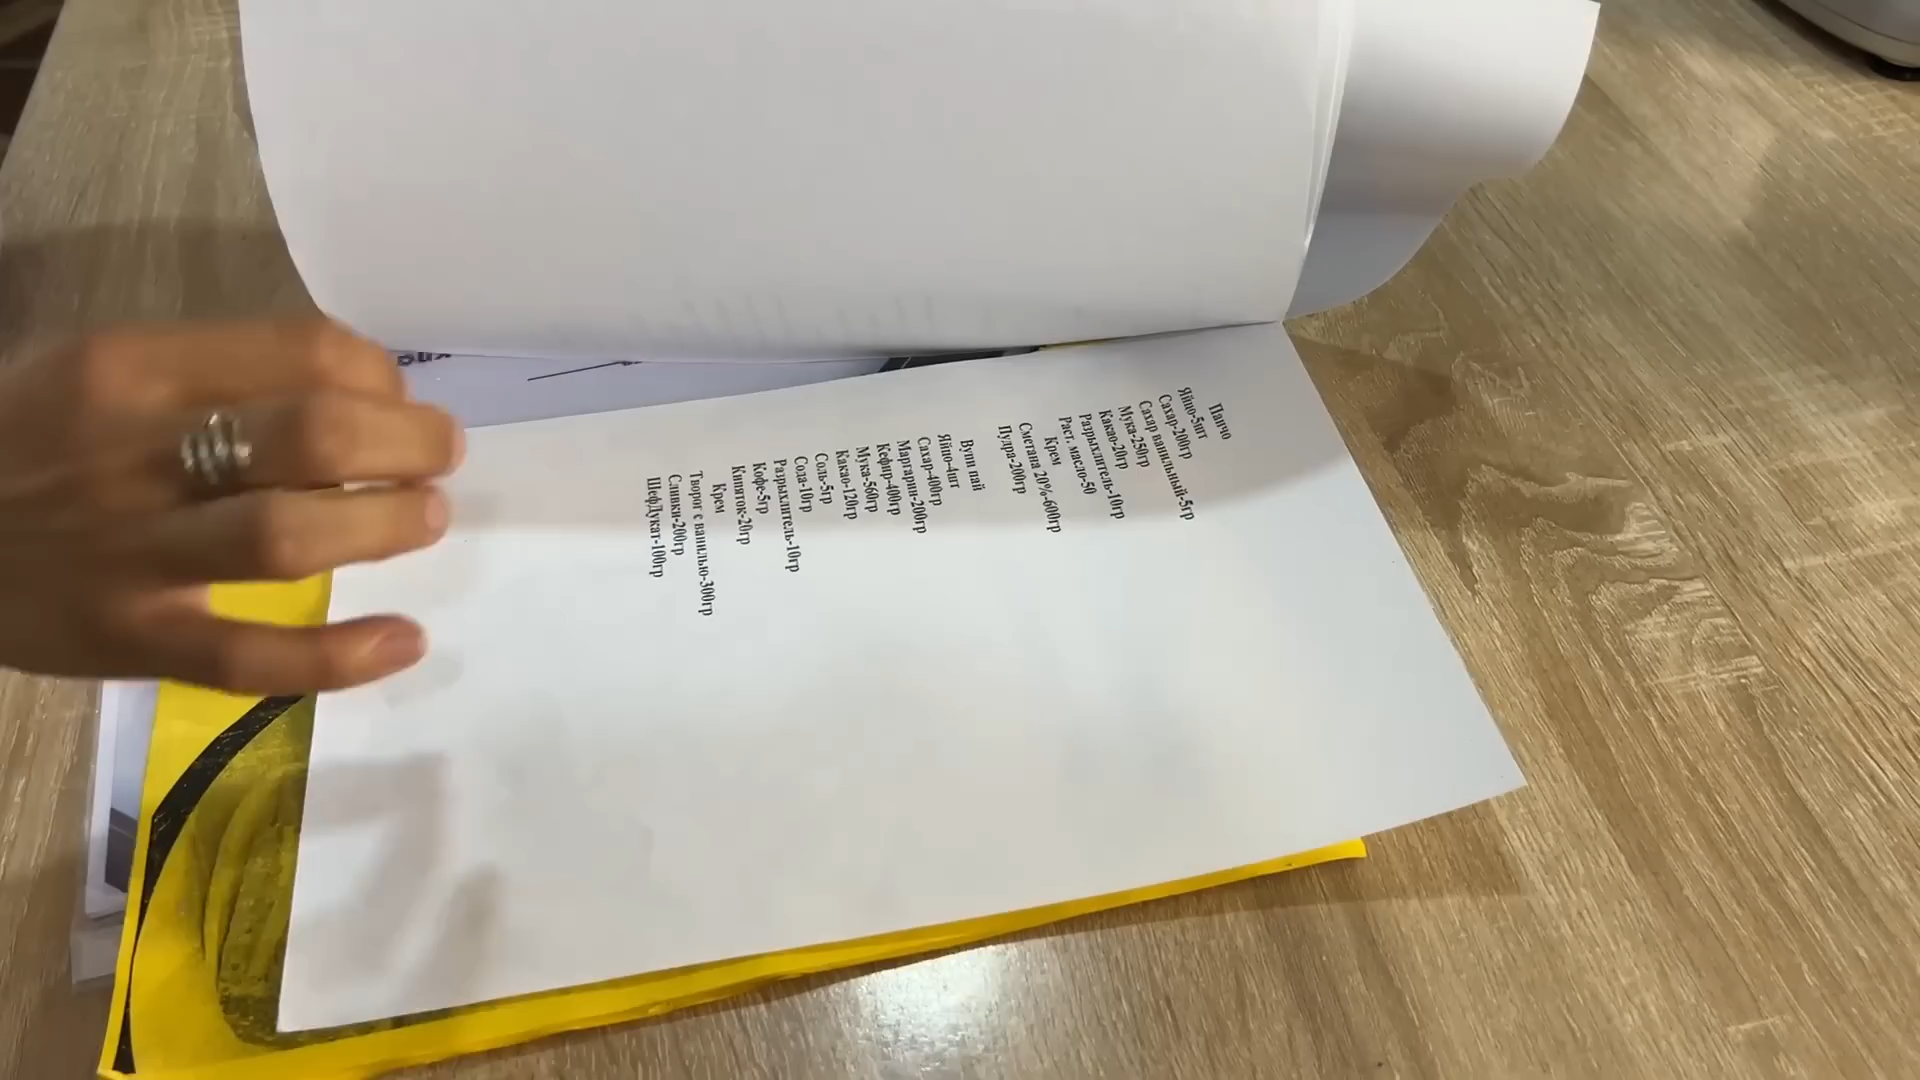 Панчо
Яйцо-5шт
Сахар-200гр
Сахар ванильный-5гр
Мука-250гр
Какао-20гр
Разрыхлитель-10гр
Раст. масло-50
Крем
Сметана 20%-600гр
Пудра-200гр
Вупи пай
Яйцо-4шт
Сахар-400гр
Маргарин-200гр
Кефир-400гр
Мука-560гр
Какао-120гр
Соль-5гр
Сода-10гр
Разрыхлитель-10гр
Кофе-5гр
Кипяток-20гр
Крем
Творог с ванилью-300гр
Сливки-200гр
ШефДукат-100гр